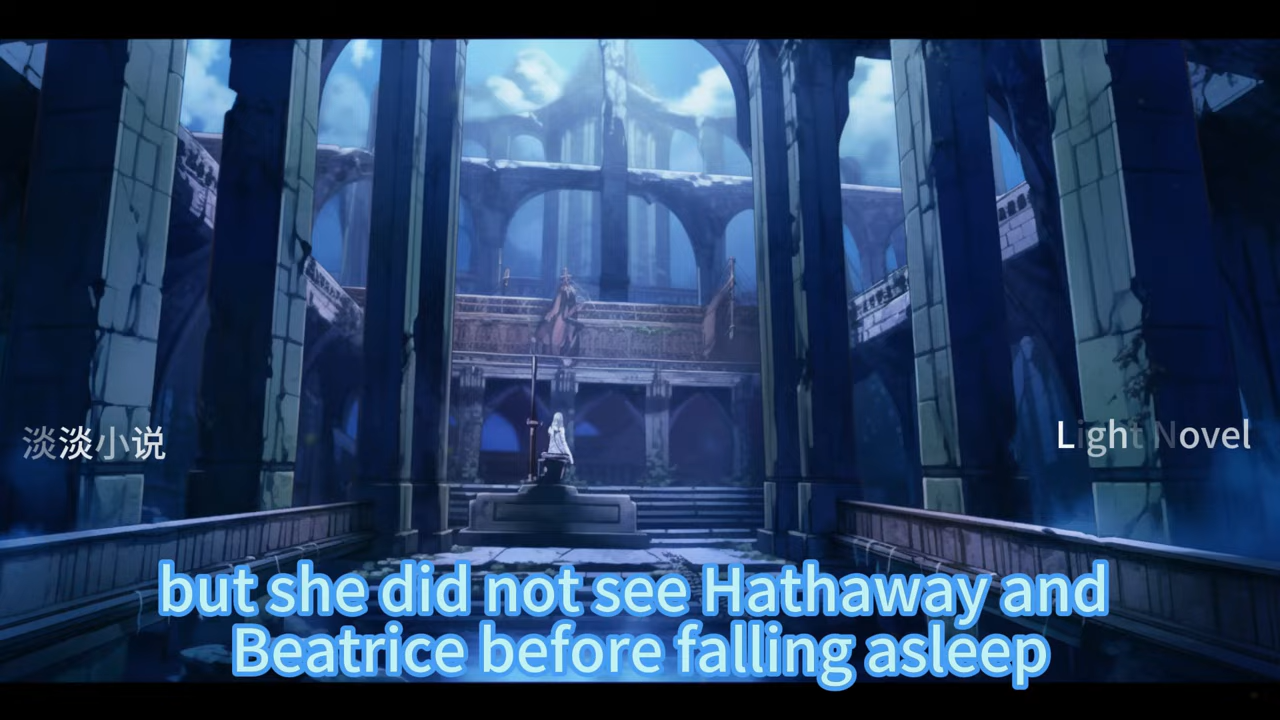 淡淡小说
Light Novel
but she did not see Hathaway and
Beatrice before falling asleep